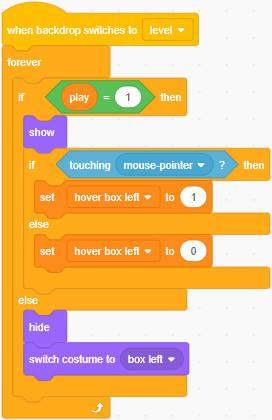 when backdrop switches to level
forever
if play = 1 then
show
if touching mouse-pointer ? then
set hover box left to 1
else
set hover box left to 0
else
hide
switch costume to box left